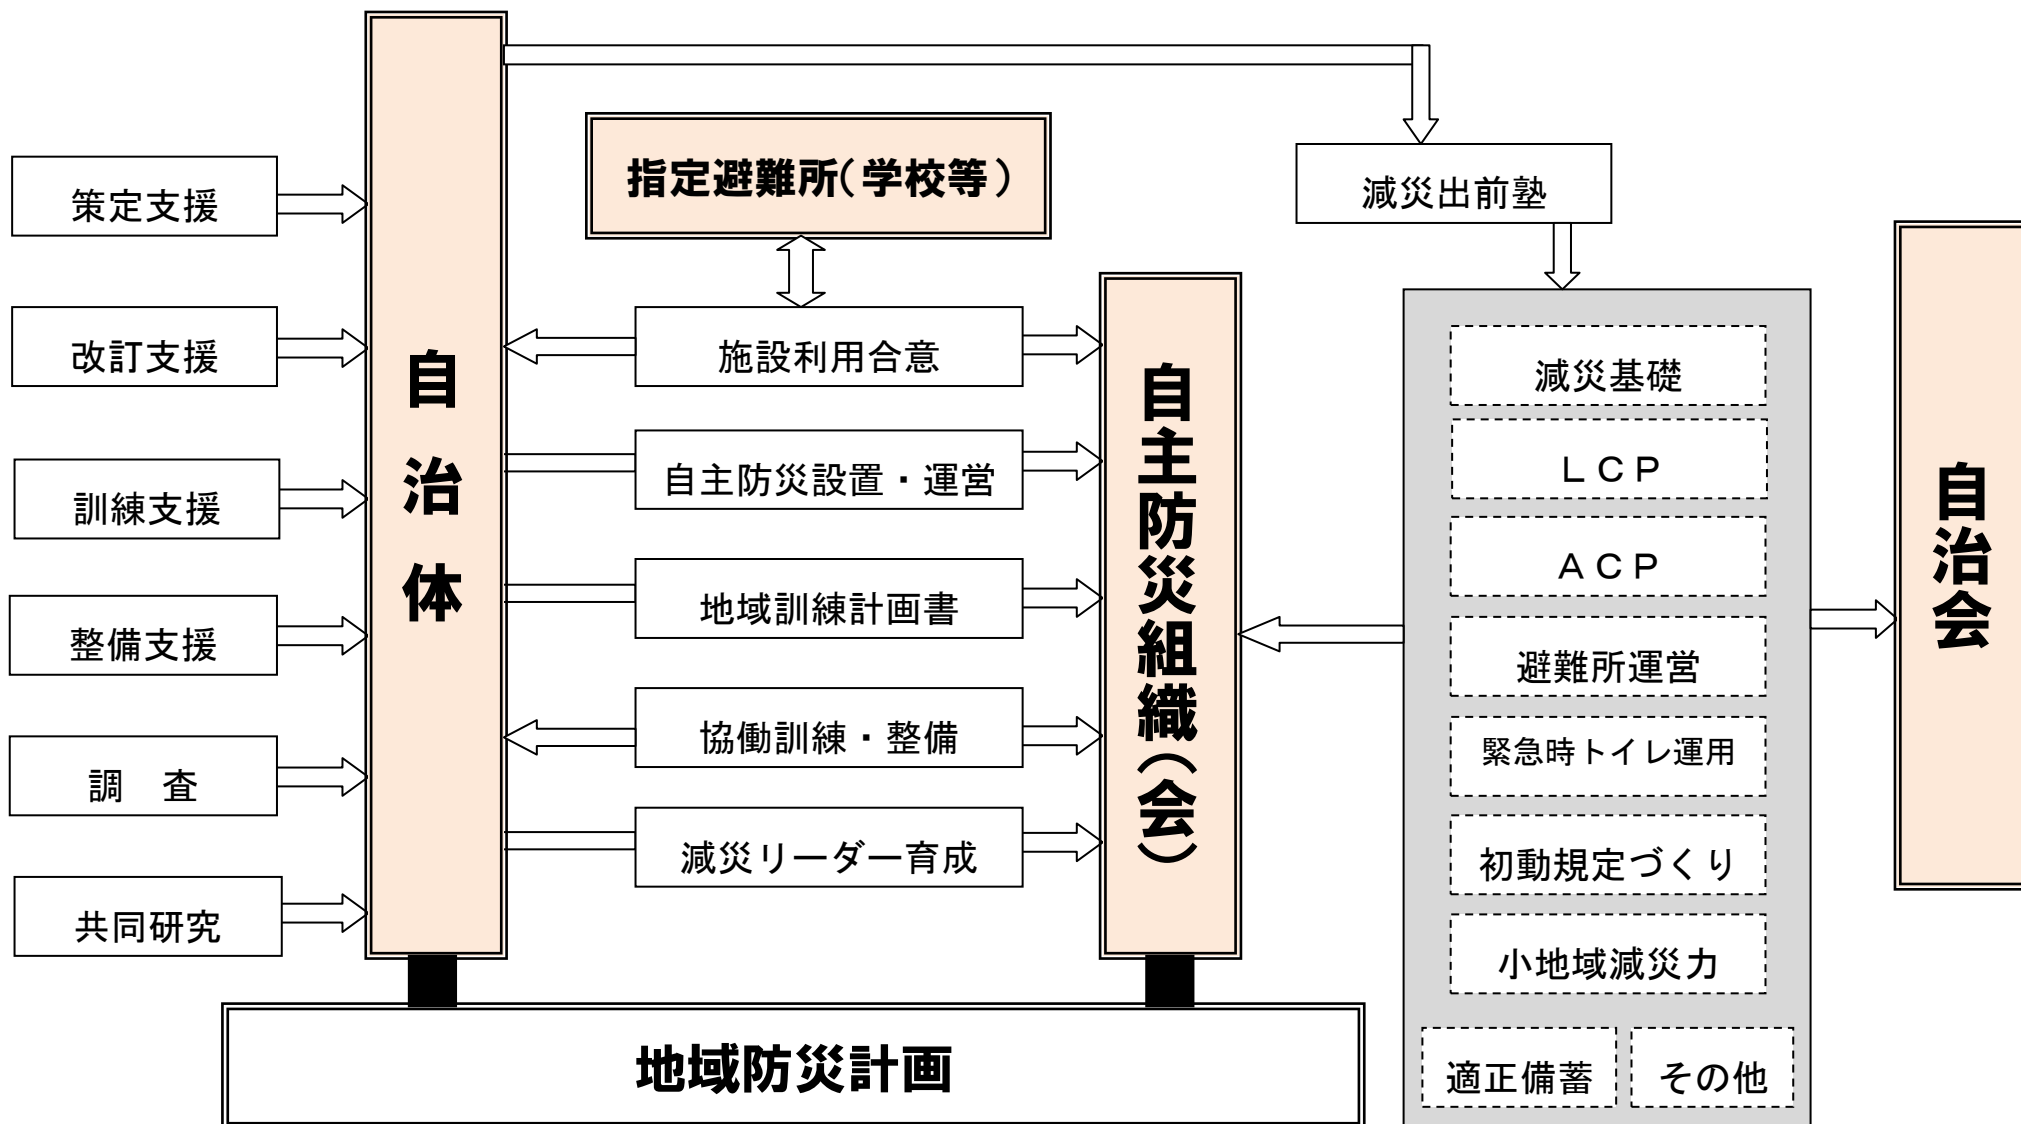 策定支援
改訂支援
訓練支援
整備支援
調　査
共同研究
自治体
指定避難所（学校等）
施設利用合意
自主防災設置・運営
地域訓練計画書
協働訓練・整備
減災リーダー育成
自主防災組織（会）
減災出前塾
減災基礎
ＬＣＰ
ＡＣＰ
避難所運営
緊急時トイレ運用
初動規定づくり
小地域減災力
適正備蓄
その他
自治会
地域防災計画